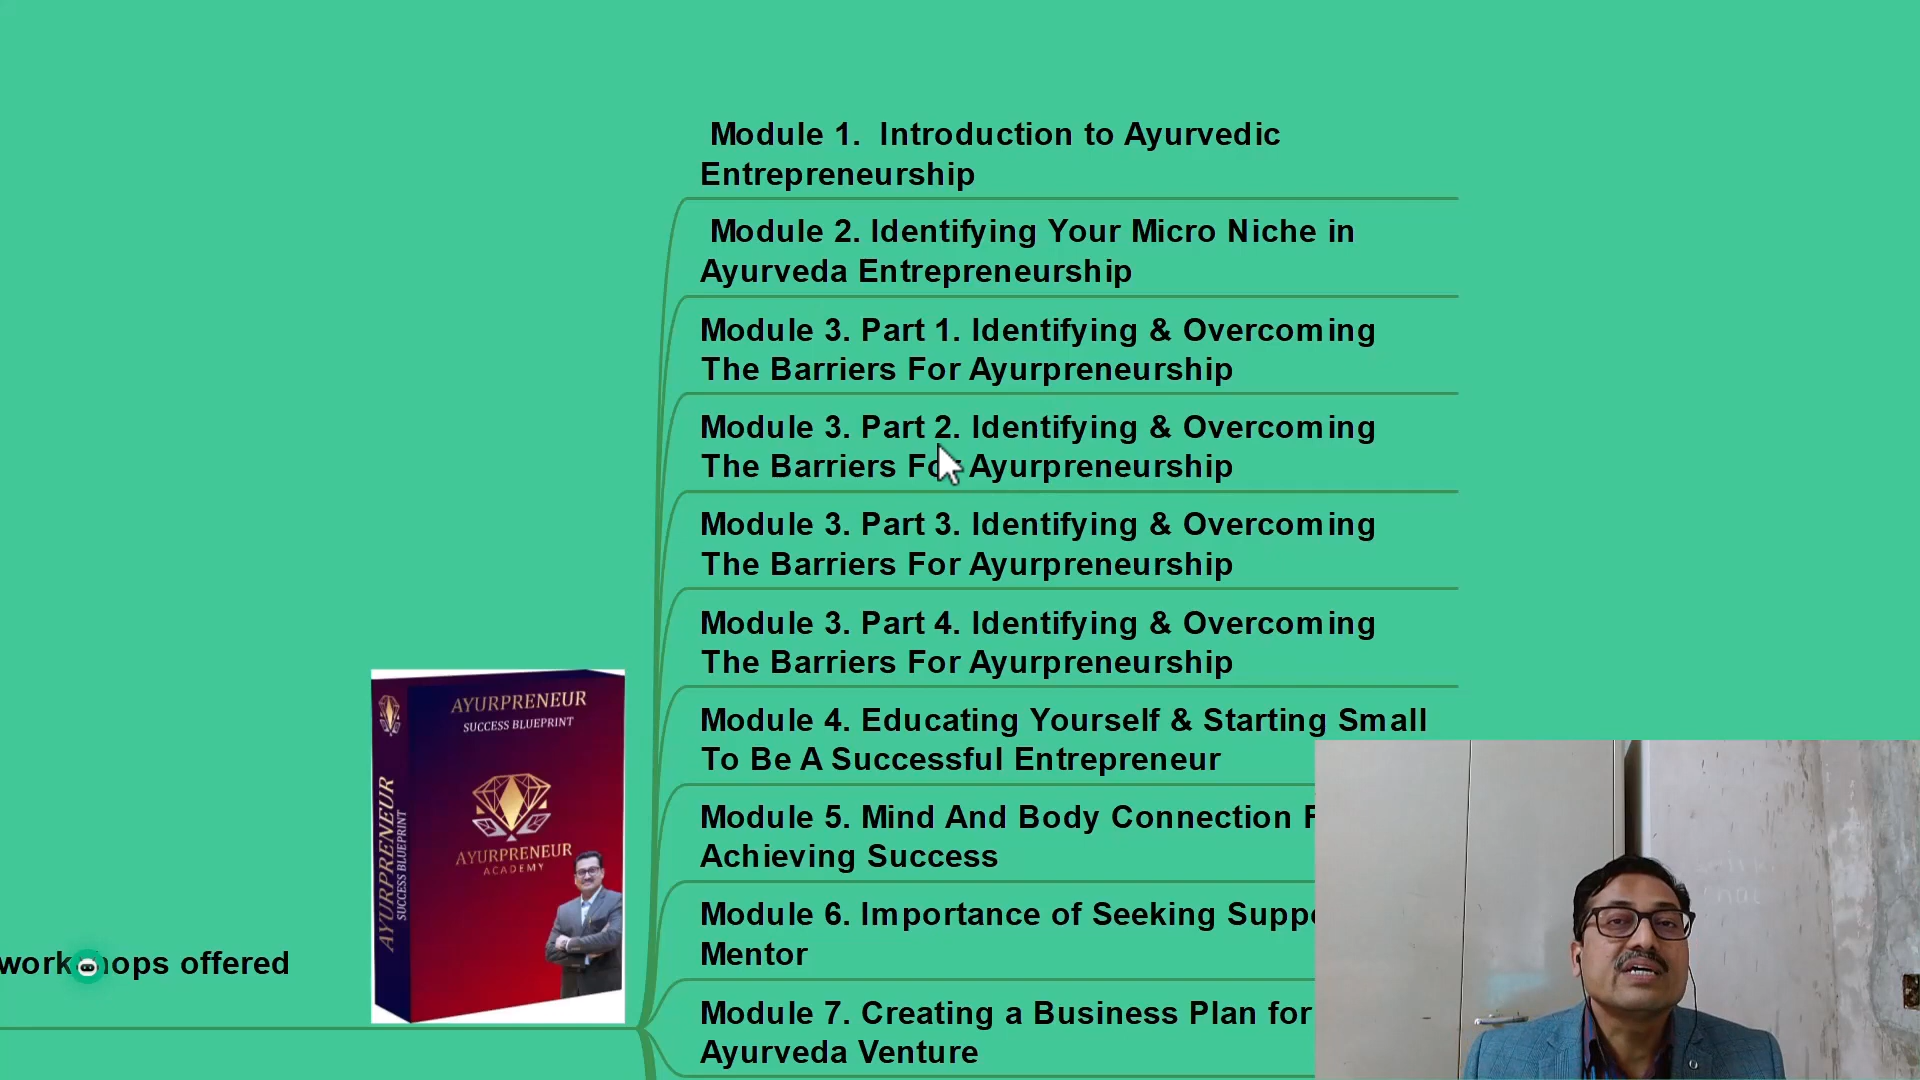 Module 1. Introduction to Ayurvedic
Entrepreneurship
Module 2. Identifying Your Micro Niche in
Ayurveda Entrepreneurship
Module 3. Part 1. Identifying & Overcoming
The Barriers For Ayurpreneurship
Module 3. Part 2. Identifying & Overcoming
The Barriers For Ayurpreneurship
Module 3. Part 3. Identifying & Overcoming
The Barriers For Ayurpreneurship
Module 3. Part 4. Identifying & Overcoming
The Barriers For Ayurpreneurship
Module 4. Educating Yourself & Starting Small
To Be A Successful Entrepreneur
Module 5. Mind And Body Connection
Achieving Success
Module 6. Importance of Seeking
Mentor
Module 7. Creating a Business Plan for
Ayurveda Venture
AYURPRENEUR
SUCCESS BLUEPRINT
AYURPRENEUR
ACADEMY
AYURPRENEUR
SUCCESS BLUEPRINT
offered